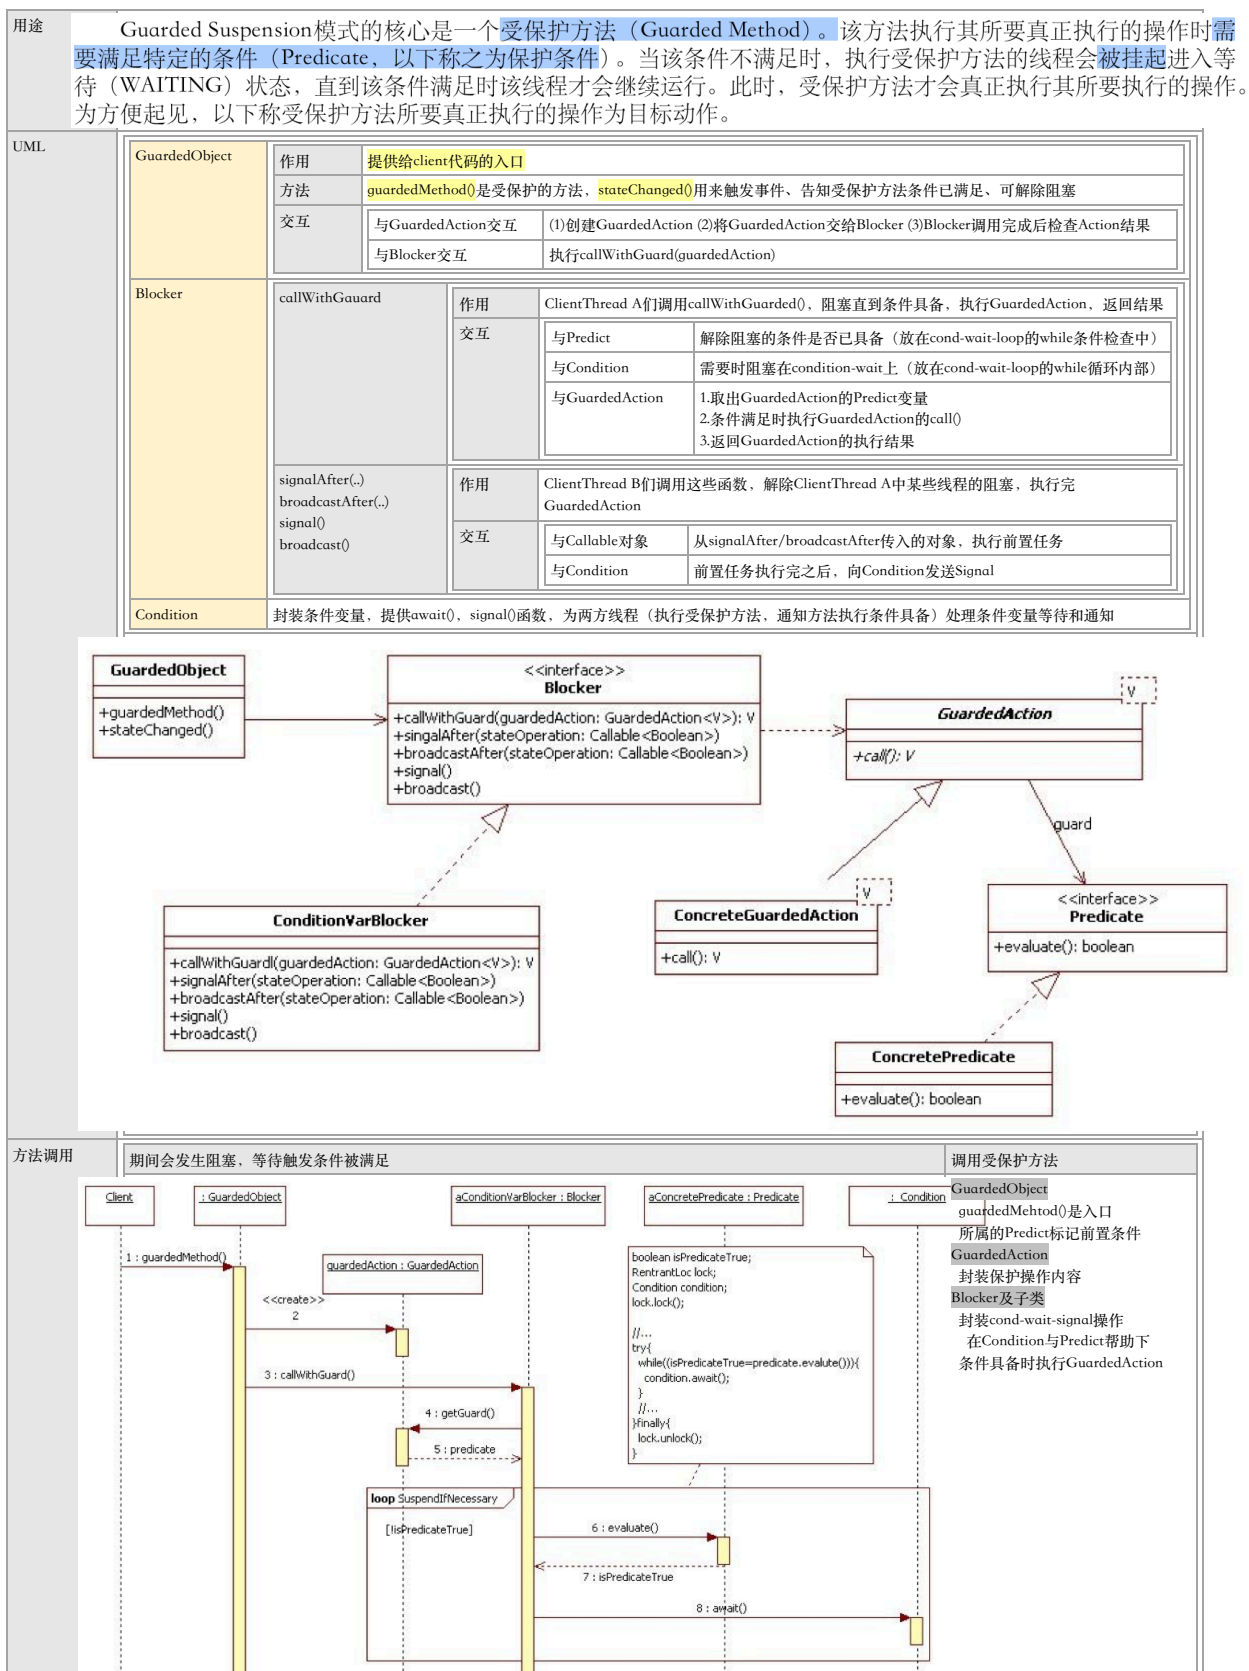 用途
Guarded Suspension模式的核心是一个受保护方法（Guarded Method）。该方法执行其所要真正执行的操作时需
要满足特定的条件（Predicate，以下称之为保护条件）。当该条件不满足时，执行受保护方法的线程会被挂起进入等
待（WAITING）状态，直到该条件满足时该线程才会继续运行。此时，受保护方法才会真正执行其所要执行的操作。
为方便起见，以下称受保护方法所要真正执行的操作为目标动作。
UML
GuardedObject
作用
提供给client代码的入口
方法
guardedMethod()是受保护的方法，stateChanged()用来触发事件、告知受保护方法条件已满足、可解除阻塞
交互
与GuardedAction交互
(1)创建GuardedAction (2)将GuardedAction交给Blocker (3)Blocker调用完成后检查Action结果
与Blocker交互
执行callWithGuard(guardedAction)
Blocker
callWithGauard
作用
ClientThread A们调用callWithGuarded()，阻塞直到条件具备，执行GuardedAction，返回结果
交互
与Predict
解除阻塞的条件是否已具备（放在cond-wait-loop的while条件检查中）
与Condition
需要时阻塞在condition-wait上（放在cond-wait-loop的while循环内部）
与GuardedAction
1.取出GuardedAction的Predict变量
2.条件满足时执行GuardedAction的call()
3.返回GuardedAction的执行结果
signalAfter(..)
broadcastAfter(..)
signal()
broadcast()
作用
ClientThread B们调用这些函数，解除ClientThread A中某些线程的阻塞，执行完
GuardedAction
交互
与Callable对象
从signalAfter/broadcastAfter传入的对象，执行前置任务
与Condition
前置任务执行完之后，向Condition发送Signal
Condition
封装条件变量，提供await()，signal()函数，为两方线程（执行受保护方法，通知方法执行条件具备）处理条件变量等待和通知
GuardedObject
+guardedMethod()
+stateChanged()
<<interface>>
Blocker
+callWithGuard(guardedAction: GuardedAction<V>): V
+singalAfter(stateOperation: Callable<Boolean>)
+broadcastAfter(stateOperation: Callable<Boolean>)
+signal()
+broadcast()
V
GuardedAction
+call(): V
guard
ConditionVarBlocker
+callWithGuardl(guardedAction: GuardedAction<V>): V
+signalAfter(stateOperation: Callable<Boolean>)
+broadcastAfter(stateOperation: Callable<Boolean>)
+signal()
+broadcast()
V
ConcreteGuardedAction
+call(): V
<<interface>>
Predicate
+evaluate(): boolean
ConcretePredicate
+evaluate(): boolean
方法调用
期间会发生阻塞，等待触发条件被满足
调用受保护方法
Client
: GuardedObject
aConditionVarBlocker : Blocker
aConcretePredicate : Predicate
: Condition
GuardedObject
guardedMehtod()是入口
所属的Predict标记前置条件
GuardedAction
封装保护操作内容
Blocker及子类
封装cond-wait-signal操作
在Condition与Predict帮助下
条件具备时执行GuardedAction
1 : guardedMethod()
guardedAction : GuardedAction
<<create>>
2
boolean isPredicateTrue;
RentrantLoc lock;
Condition condition;
lock.lock();
//...
try{
while((isPredicateTrue=predicate.evalute())){
condition.await();
}
//...
}finally{
lock.unlock();
}
3 : callWithGuard()
4 : getGuard()
5 : predicate
loop SuspendIfNecessary
[!isPredicateTrue]
6 : evaluate()
7 : isPredicateTrue
8 : await()